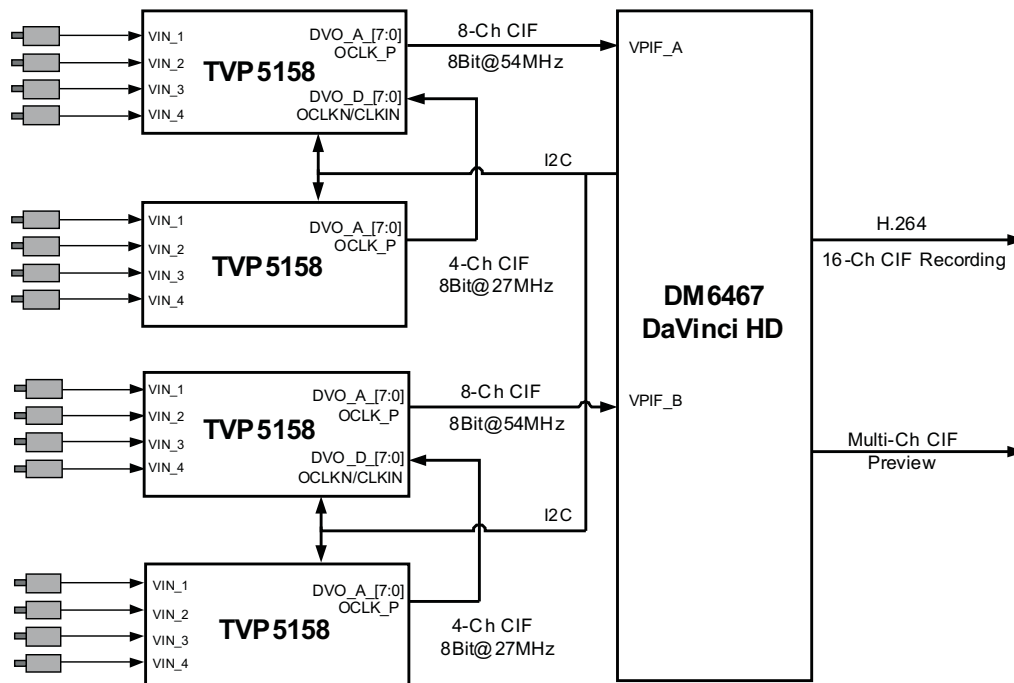 VIN_1
VIN_2
VIN_3
VIN_4
TVP5158
DVO_A_[7:0]
OCLK_P
DVO_D_[7:0]
OCLKN/CLKIN
8-Ch CIF
8Bit@54MHz
VPIF_A
I2C
VIN_1
VIN_2
VIN_3
VIN_4
TVP5158
DVO_A_[7:0]
OCLK_P
4-Ch CIF
8Bit@27MHz
DM6467
DaVinci HD
H.264
16-Ch CIF Recording
VIN_1
VIN_2
VIN_3
VIN_4
TVP5158
DVO_A_[7:0]
OCLK_P
DVO_D_[7:0]
OCLKN/CLKIN
8-Ch CIF
8Bit@54MHz
VPIF_B
Multi-Ch CIF
Preview
I2C
VIN_1
VIN_2
VIN_3
VIN_4
TVP5158
DVO_A_[7:0]
OCLK_P
4-Ch CIF
8Bit@27MHz